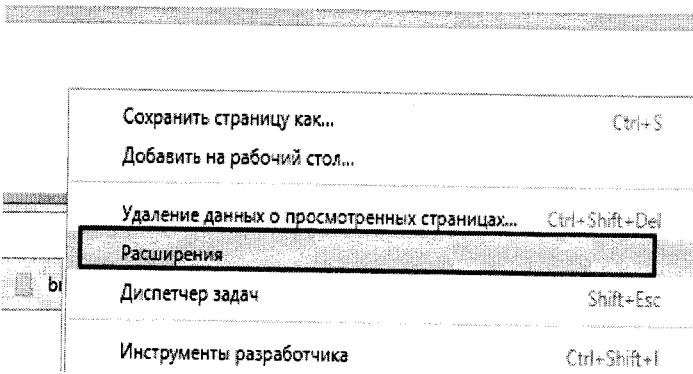 Сохранить страницу как... Ctrl+S
Добавить на рабочий стол...
Удаление данных о просмотренных страницах... Ctrl+Shift+Del
Расширения
Диспетчер задач Shift+Esc
Инструменты разработчика Ctrl+Shift+I